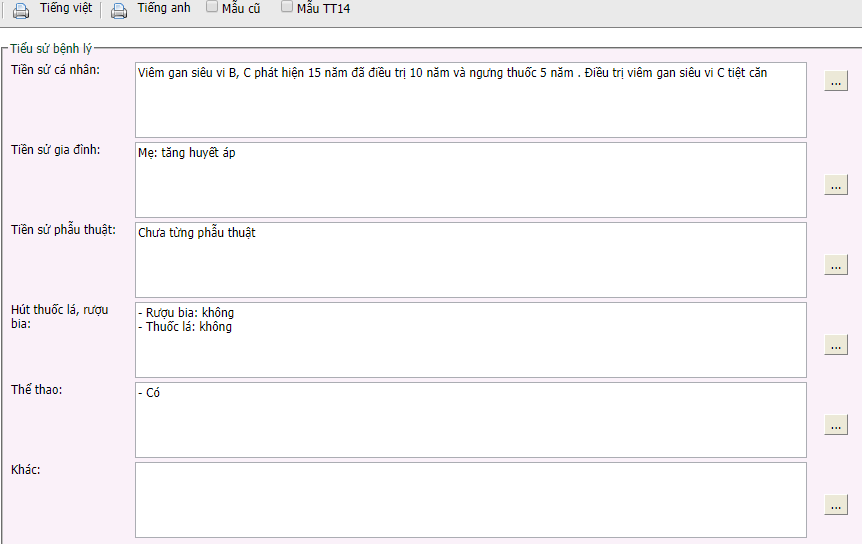 Tiếng việt Tiếng anh Mẫu cũ Mẫu TT14
Tiểu sử bệnh lý
Tiền sử cá nhân: Viêm gan siêu vi B, C phát hiện 15 năm đã điều trị 10 năm và ngưng thuốc 5 năm . Điều trị viêm gan siêu vi C tiệt căn ...
Tiền sử gia đình: Mẹ: tăng huyết áp ...
Tiền sử phẫu thuật: Chưa từng phẫu thuật ...
Hút thuốc lá, rượu
bia:
- Rượu bia: không
- Thuốc lá: không
...
Thể thao: - Có ...
Khác: ...